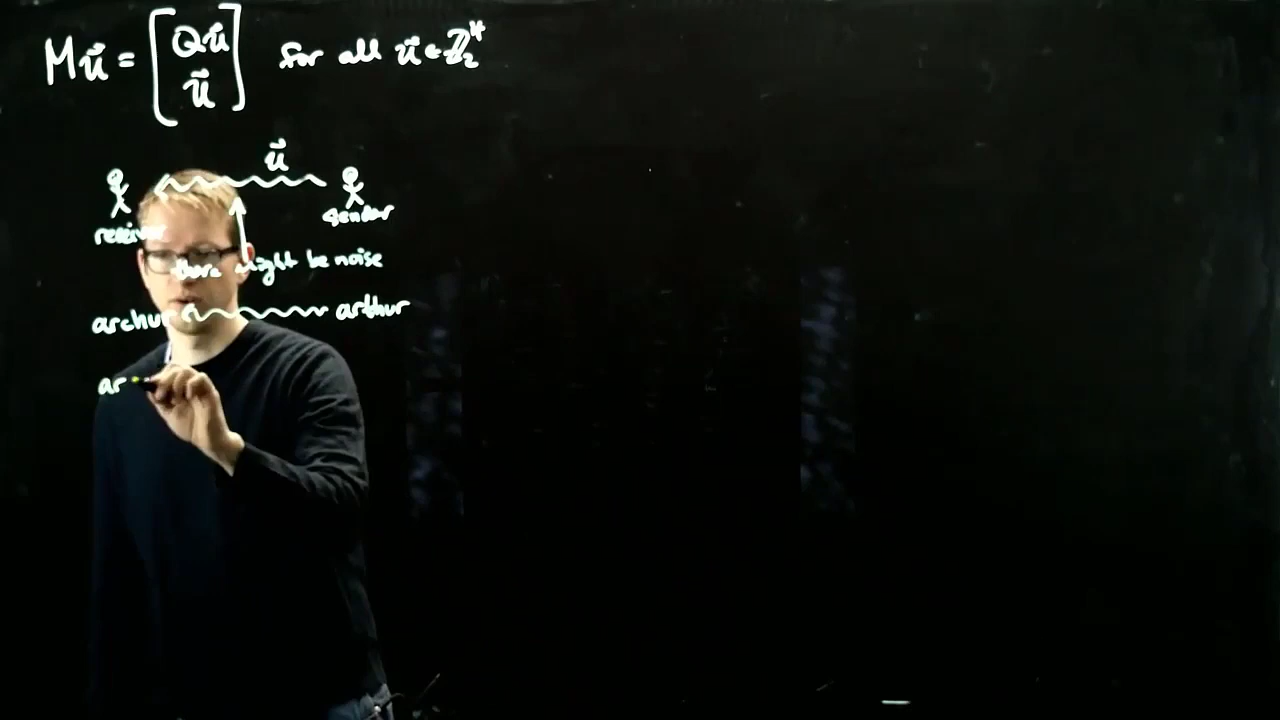 Mu⃗ = [Qu⃗ u⃗] for all u⃗ ∈ ℤ₂⁴
u⃗
sender
receiver
there might be noise
archur arthur
ar